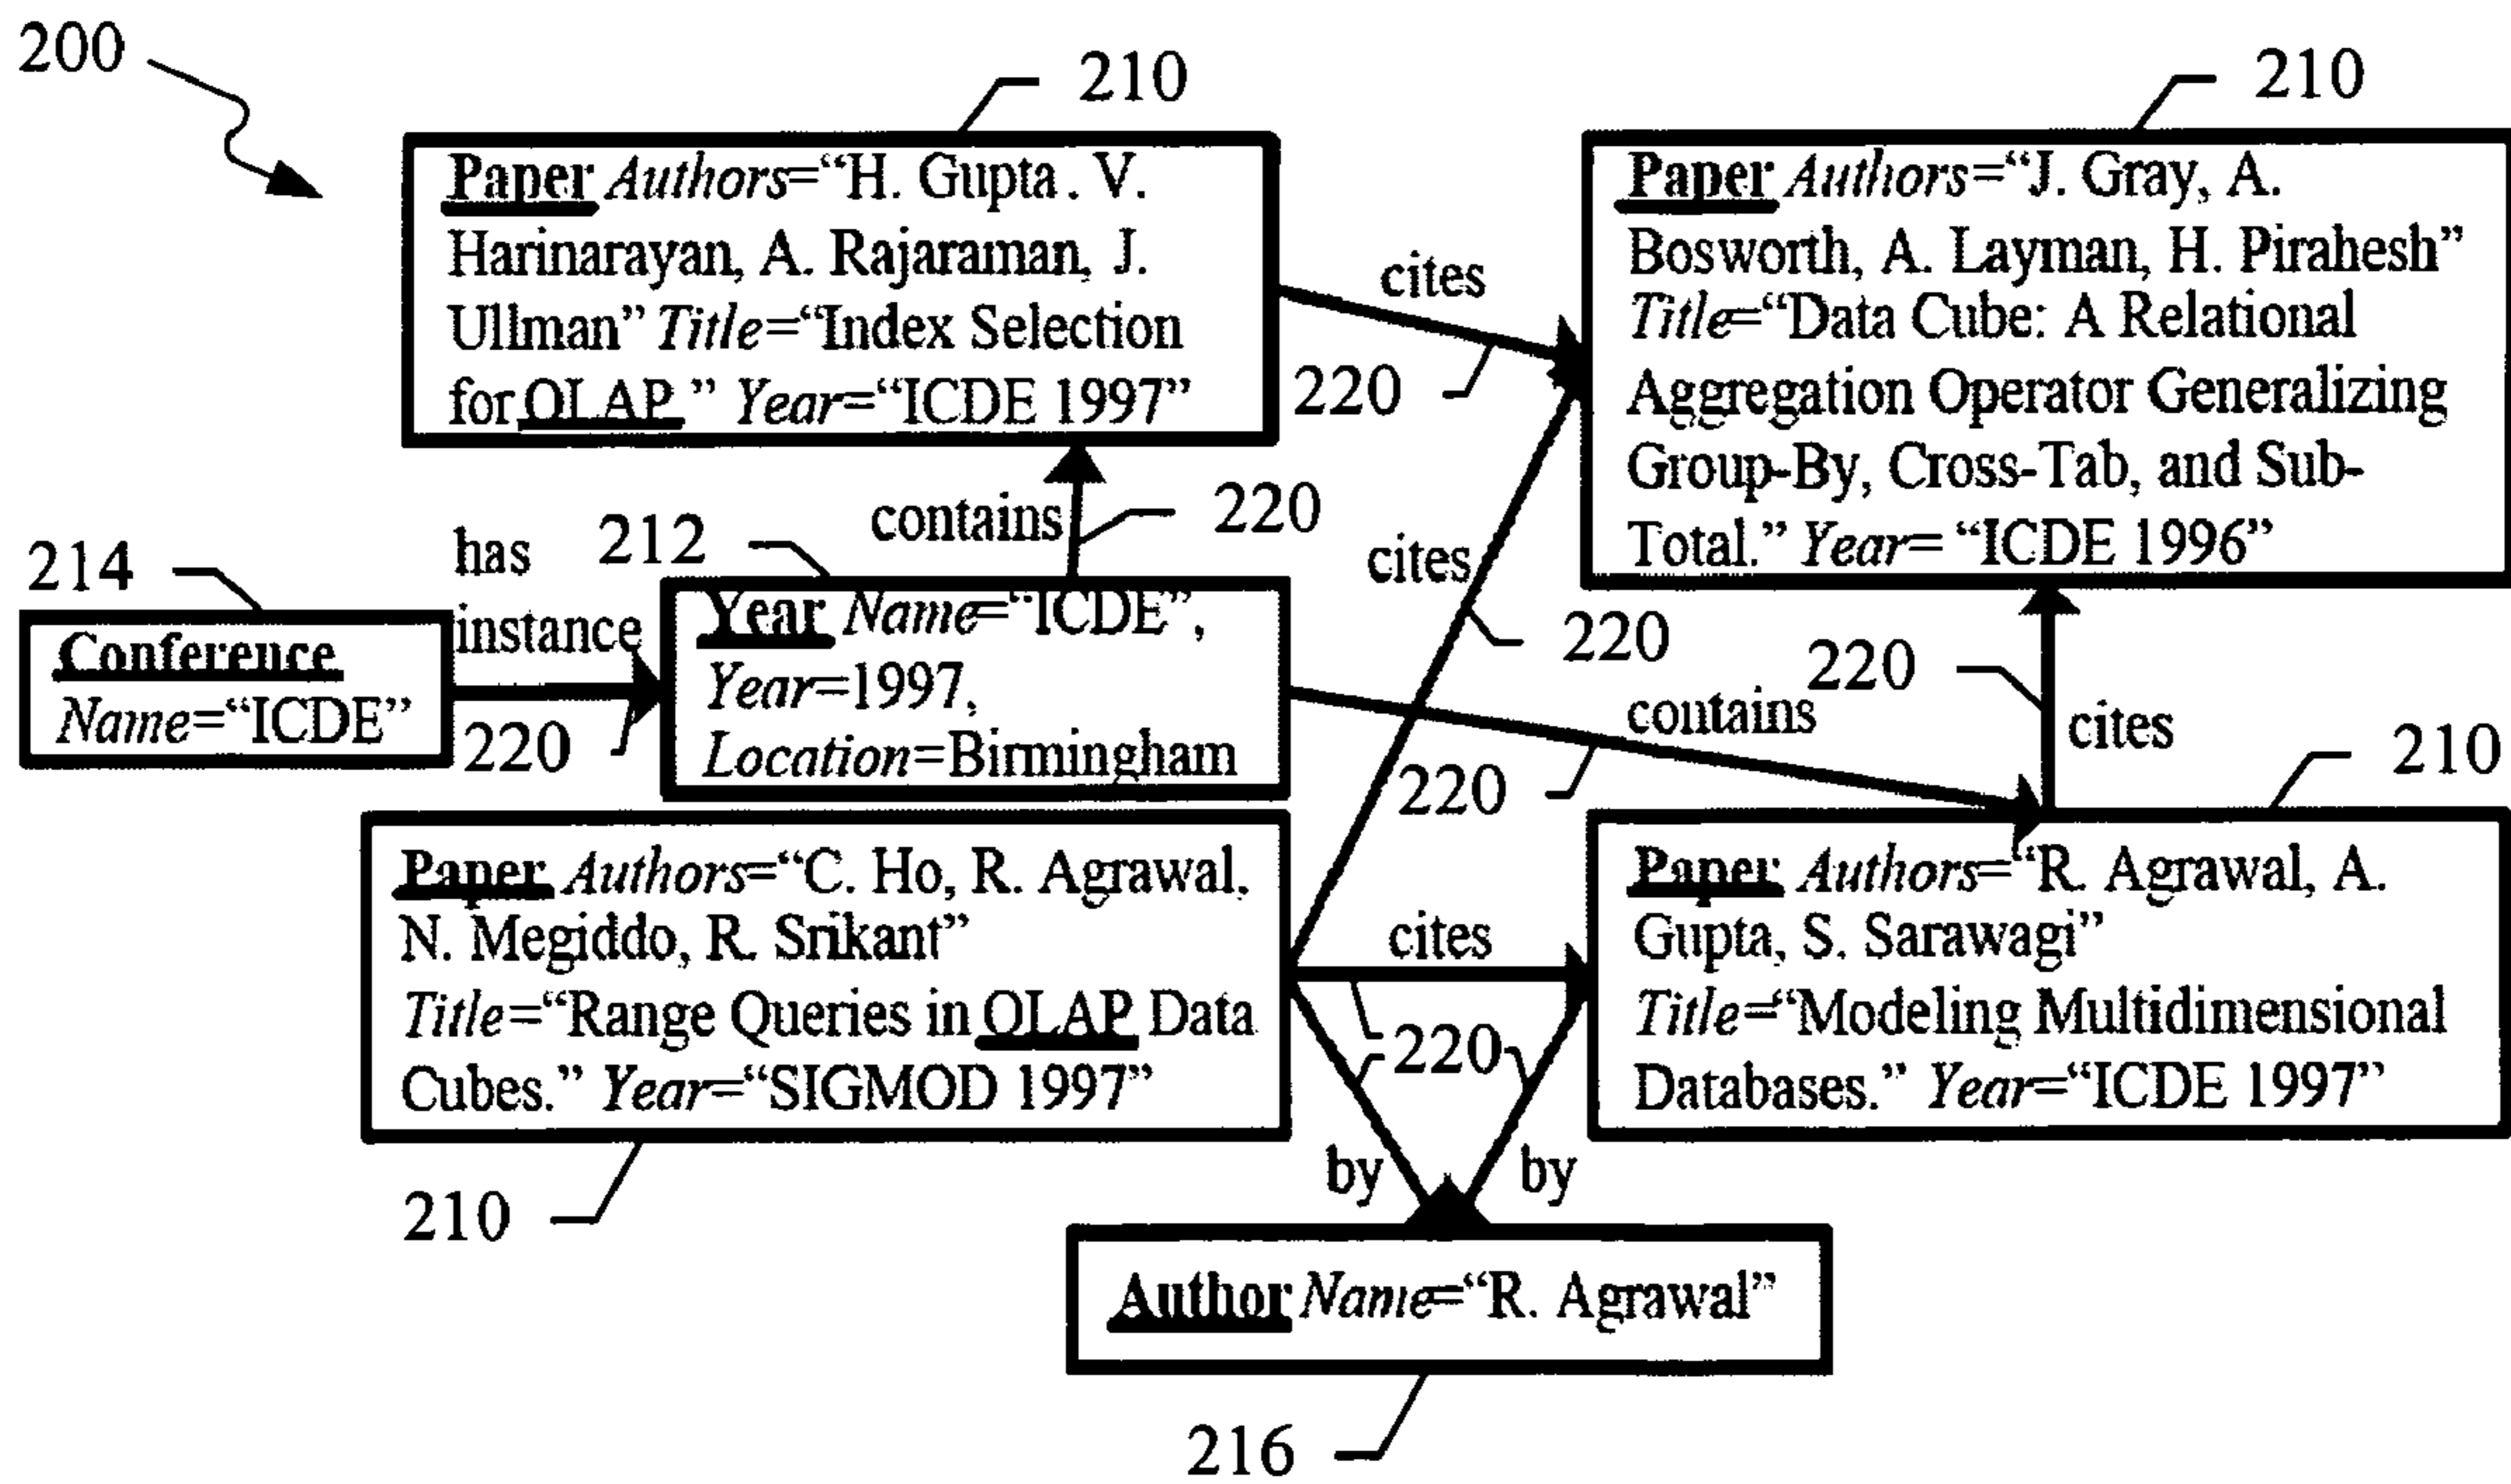 200
210
Paper Authors="H. Gupta. V.
Harinarayan, A. Rajaraman, J.
Ullman" Title="Index Selection
for OLAP." Year="ICDE 1997"
210
Paper Authors="J. Gray, A.
Bosworth, A. Layman, H. Pirahesh"
Title="Data Cube: A Relational
Aggregation Operator Generalizing
Group-By, Cross-Tab, and Sub-
Total." Year= "ICDE 1996"
cites
220
contains
220
cites
220
214
Conference
Name="ICDE"
has
instance
220
212
Year Name="ICDE",
Year=1997,
Location=Birmingham
contains
220
220
cites
210
Paper Authors="C. Ho, R. Agrawal,
N. Megiddo, R. Srikant"
Title="Range Queries in OLAP Data
Cubes." Year="SIGMOD 1997"
210
cites
220
Paper Authors="R. Agrawal, A.
Gupta, S. Sarawagi"
Title="Modeling Multidimensional
Databases." Year="ICDE 1997"
by
by
Author Name="R. Agrawal"
216